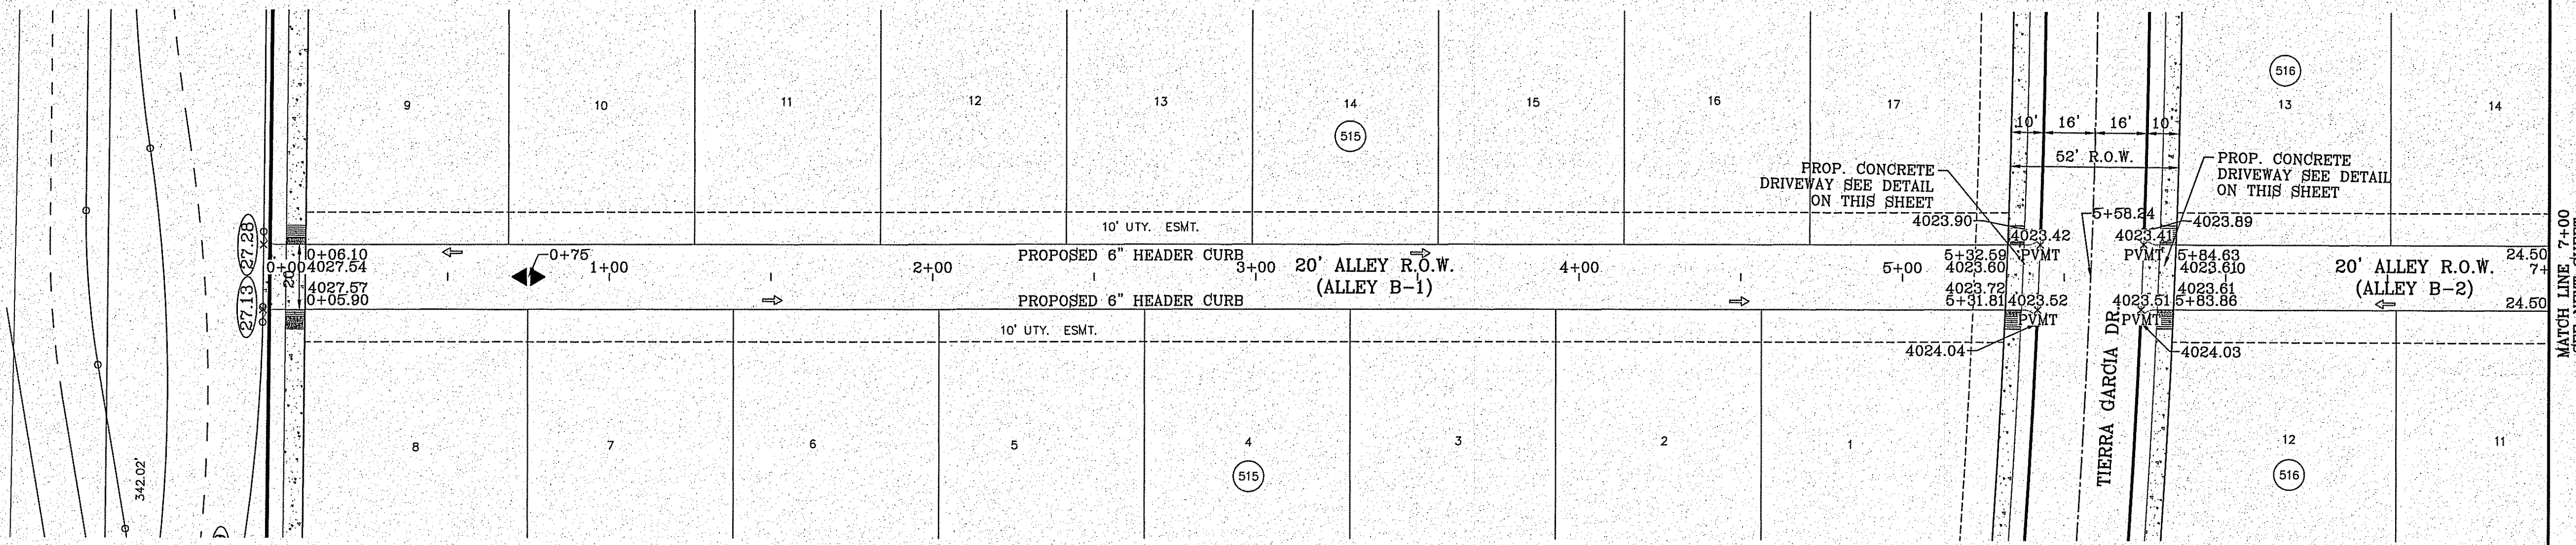 9
10
11
12
13
14
515
15
16
17
10' 16' 16' 10'
52' R.O.W.
516
13
14
PROP. CONCRETE
DRIVEWAY SEE DETAIL
ON THIS SHEET
PROP. CONCRETE
DRIVEWAY SEE DETAIL
ON THIS SHEET
4023.90
5+58.24
4023.89
4023.42
4023.41
PVMT
PVMT
27.28
27.13
10' UTY. ESMT.
0+06.10
0+00
4027.54
20'
4027.57
0+05.90
0+75
1+00
2+00
PROPOSED 6" HEADER CURB
3+00
20' ALLEY R.O.W.
(ALLEY B-1)
PROPOSED 6" HEADER CURB
4+00
5+00
5+32.69
4023.60
4023.72
5+31.81
4023.52
4023.51
PVMT
PVMT
5+84.63
4023.610
4023.61
5+83.86
20' ALLEY R.O.W.
(ALLEY B-2)
24.50
7+
24.50
MATCH LINE 7+00
10' UTY. ESMT.
4024.04
4024.03
TIERRA GARCIA DR.
342.02'
8
7
6
5
4
515
3
2
1
12
516
11